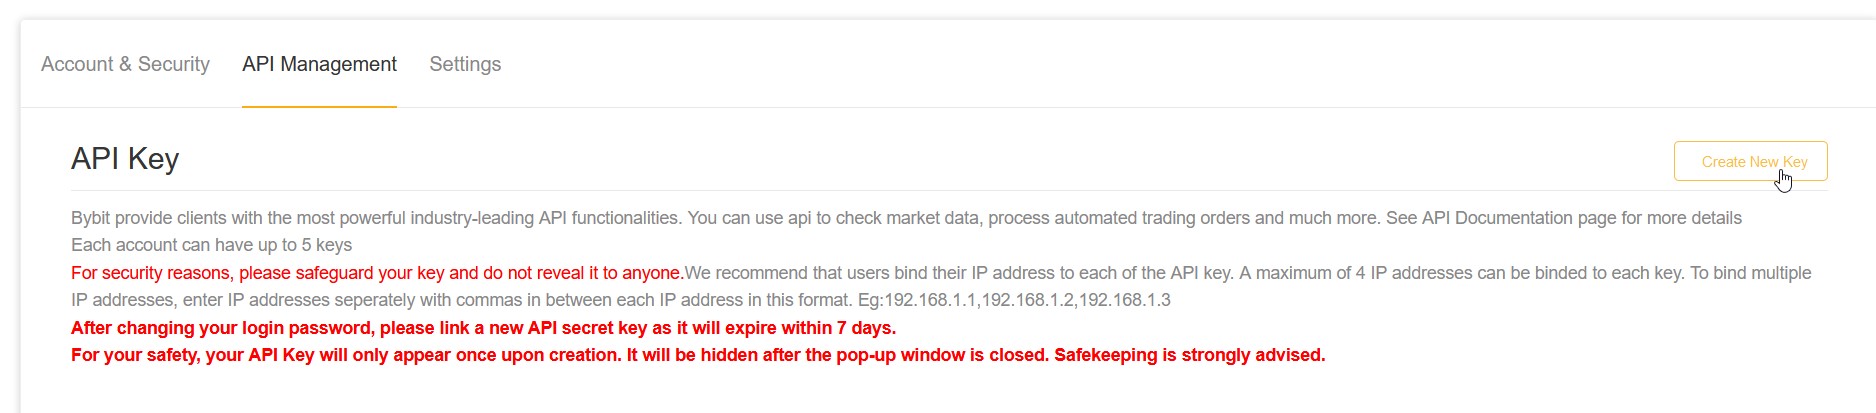 Account & Security API Management Settings
API Key
Create New Key
Bybit provide clients with the most powerful industry-leading API functionalities. You can use api to check market data, process automated trading orders and much more. See API Documentation page for more details
Each account can have up to 5 keys
For security reasons, please safeguard your key and do not reveal it to anyone.We recommend that users bind their IP address to each of the API key. A maximum of 4 IP addresses can be binded to each key. To bind multiple
IP addresses, enter IP addresses seperately with commas in between each IP address in this format. Eg:192.168.1.1,192.168.1.2,192.168.1.3
After changing your login password, please link a new API secret key as it will expire within 7 days.
For your safety, your API Key will only appear once upon creation. It will be hidden after the pop-up window is closed. Safekeeping is strongly advised.